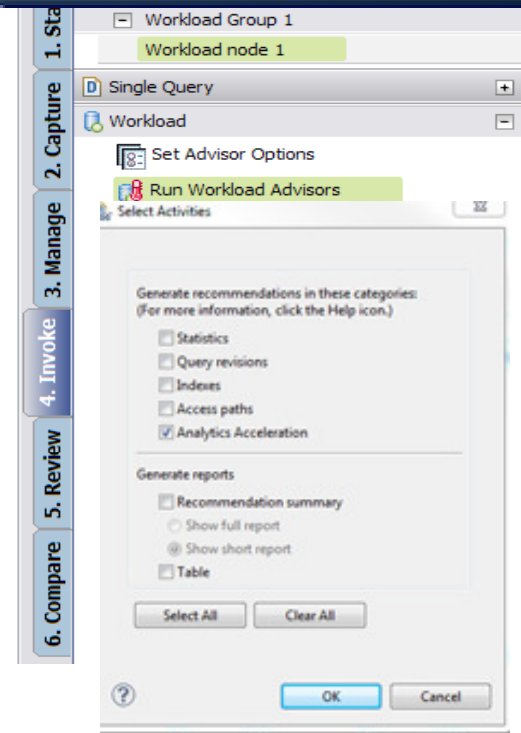 1. Sta
2. Capture
3. Manage
4. Invoke
5. Review
6. Compare
Workload Group 1
Workload node 1
D Single Query
Workload
Set Advisor Options
Run Workload Advisors
Select Activities
Generate recommendations in these categories:
(For more information, click the Help icon.)
Statistics
Query revisions
Indexes
Access paths
Analytics Acceleration
Generate reports
Recommendation summary
Show full report
Show short report
Table
Select All Clear All
? OK Cancel